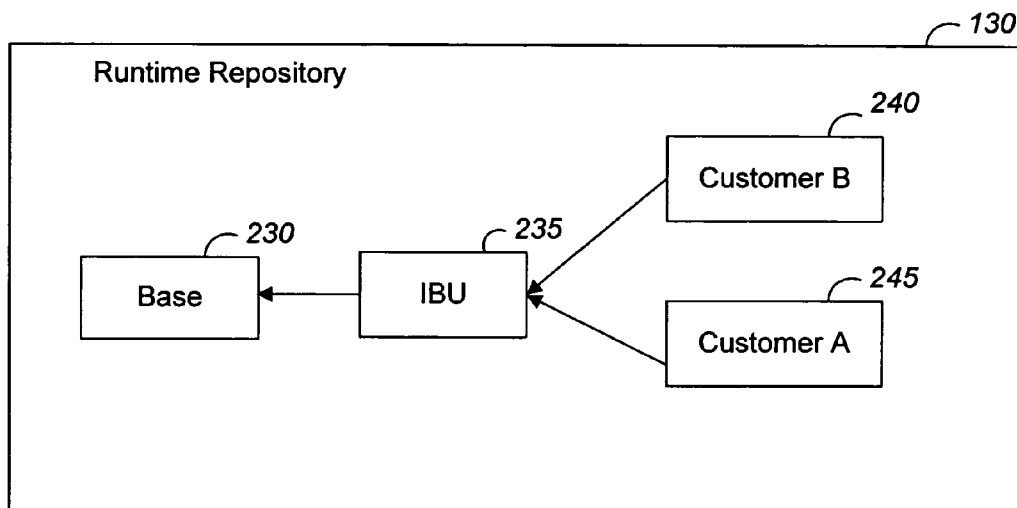 130
Runtime Repository
240
Customer B
230
235
Base
IBU
245
Customer A